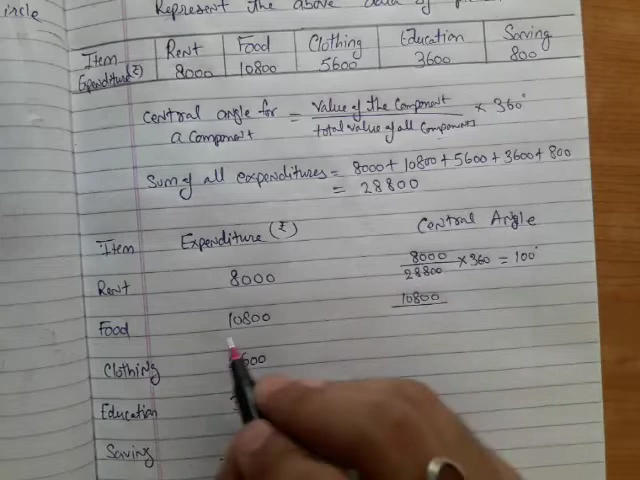 ircle Represent the above data of
Item Rent Food Clothing Education Saving
Expenditure(₹) 8000 10800 5600 3600 800
Central angle for a component = Value of the Component / total value of all Components × 360°
Sum of all expenditures = 8000 + 10800 + 5600 + 3600 + 800
= 28800
Item Expenditure (₹) Central Angle
Rent 8000 8000/28800 × 360 = 100°
Food 10800 10800
Clothing 600
Education
Saving